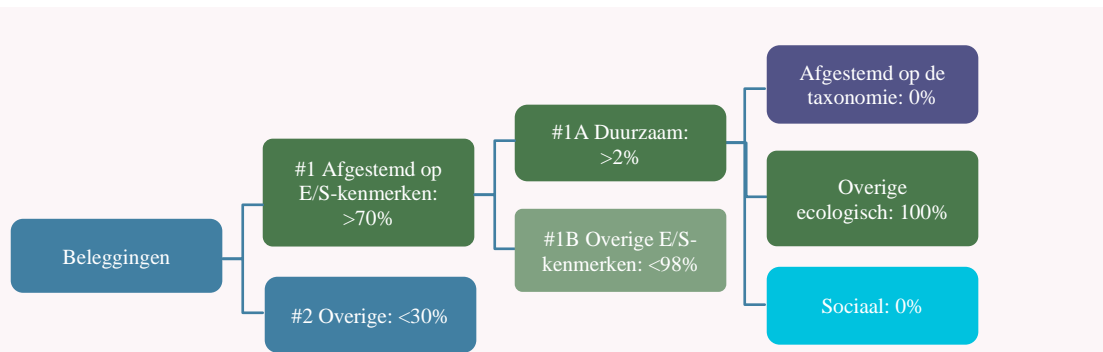 Beleggingen
#1 Afgestemd op
E/S-kenmerken:
>70%
#2 Overige: <30%
#1A Duurzaam:
>2%
#1B Overige E/S-
kenmerken: <98%
Afgestemd op de
taxonomie: 0%
Overige
ecologisch: 100%
Sociaal: 0%